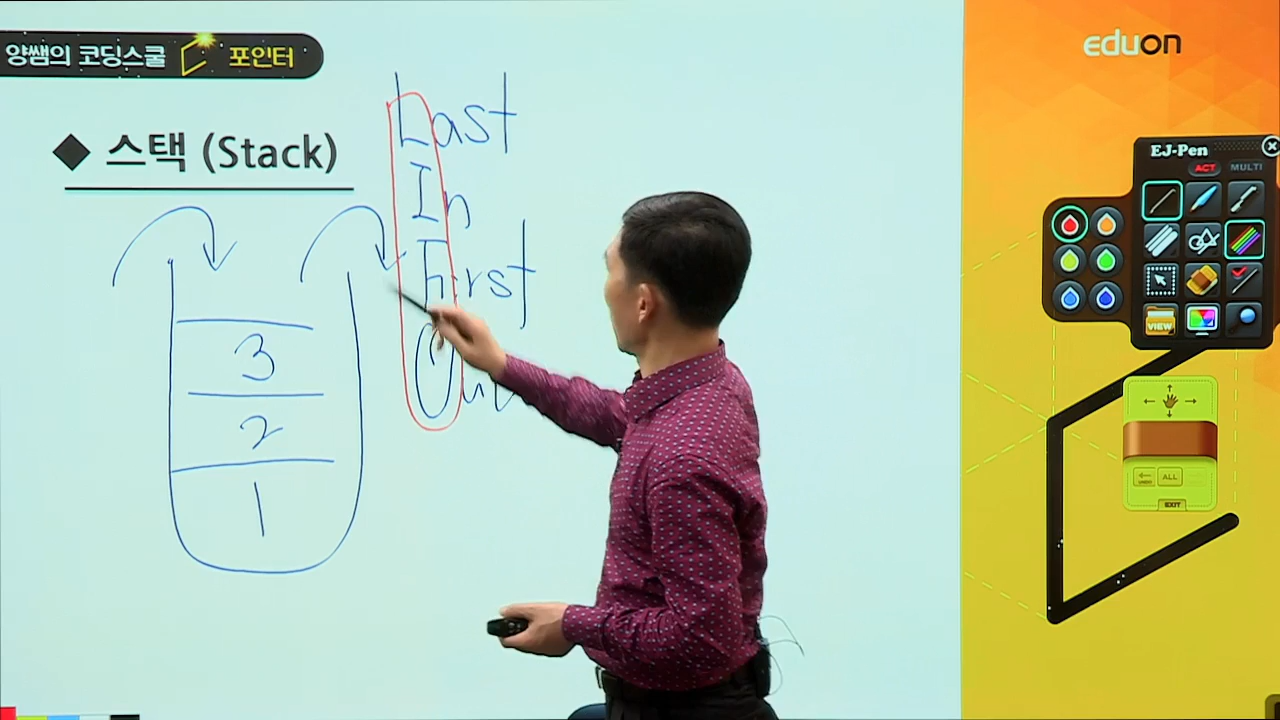 양쌤의 코딩스쿨 C 포인터
eduon
◆ 스택 (Stack)
Last
In
First
Out
3
2
1
EJ-Pen
ACT MULTI
VIEW
ALL
EXIT